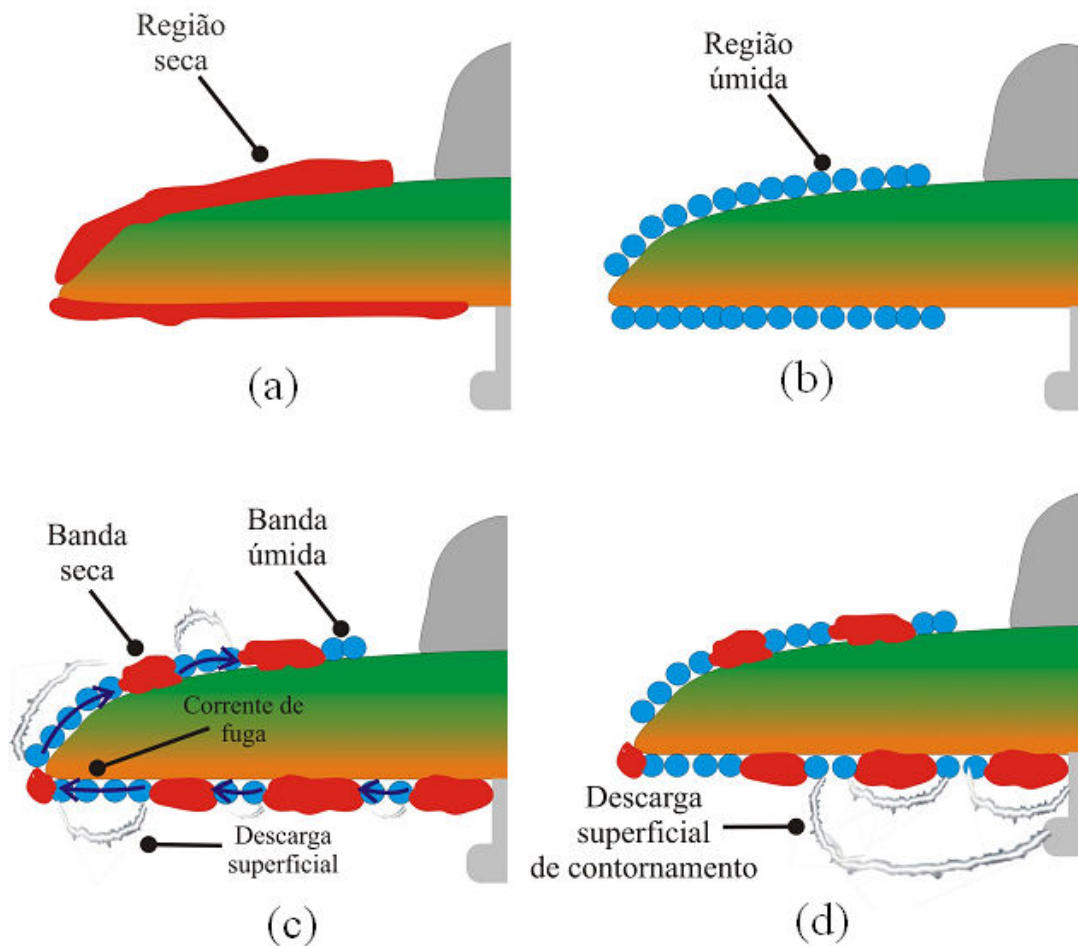 Região
seca
(a)
Região
úmida
(b)
Banda
seca
Banda
úmida
Corrente de
fuga
Descarga
superficial
(c)
Descarga
superficial
de contornamento
(d)